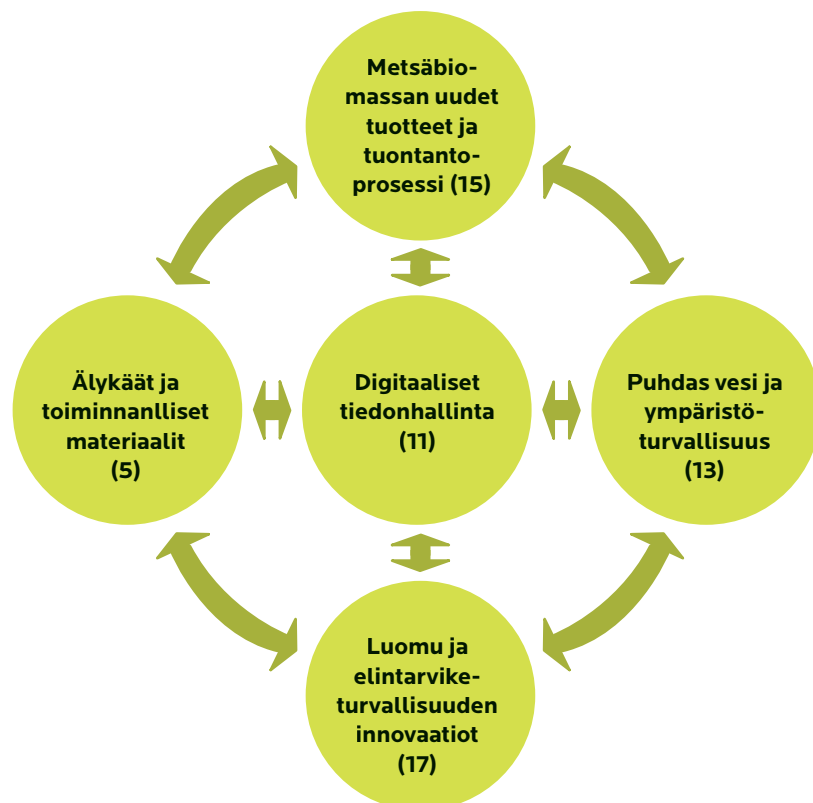 Metsäbio-
massan uudet
tuotteet ja
tuontanto-
prosessi (15)
Älykäät ja
toiminnanlliset
materiaalit
(5)
Digitaaliset
tiedonhallinta
(11)
Puhdas vesi ja
ympäristö-
turvallisuus
(13)
Luomu ja
elintarvike-
turvallisuuden
innovaatiot
(17)